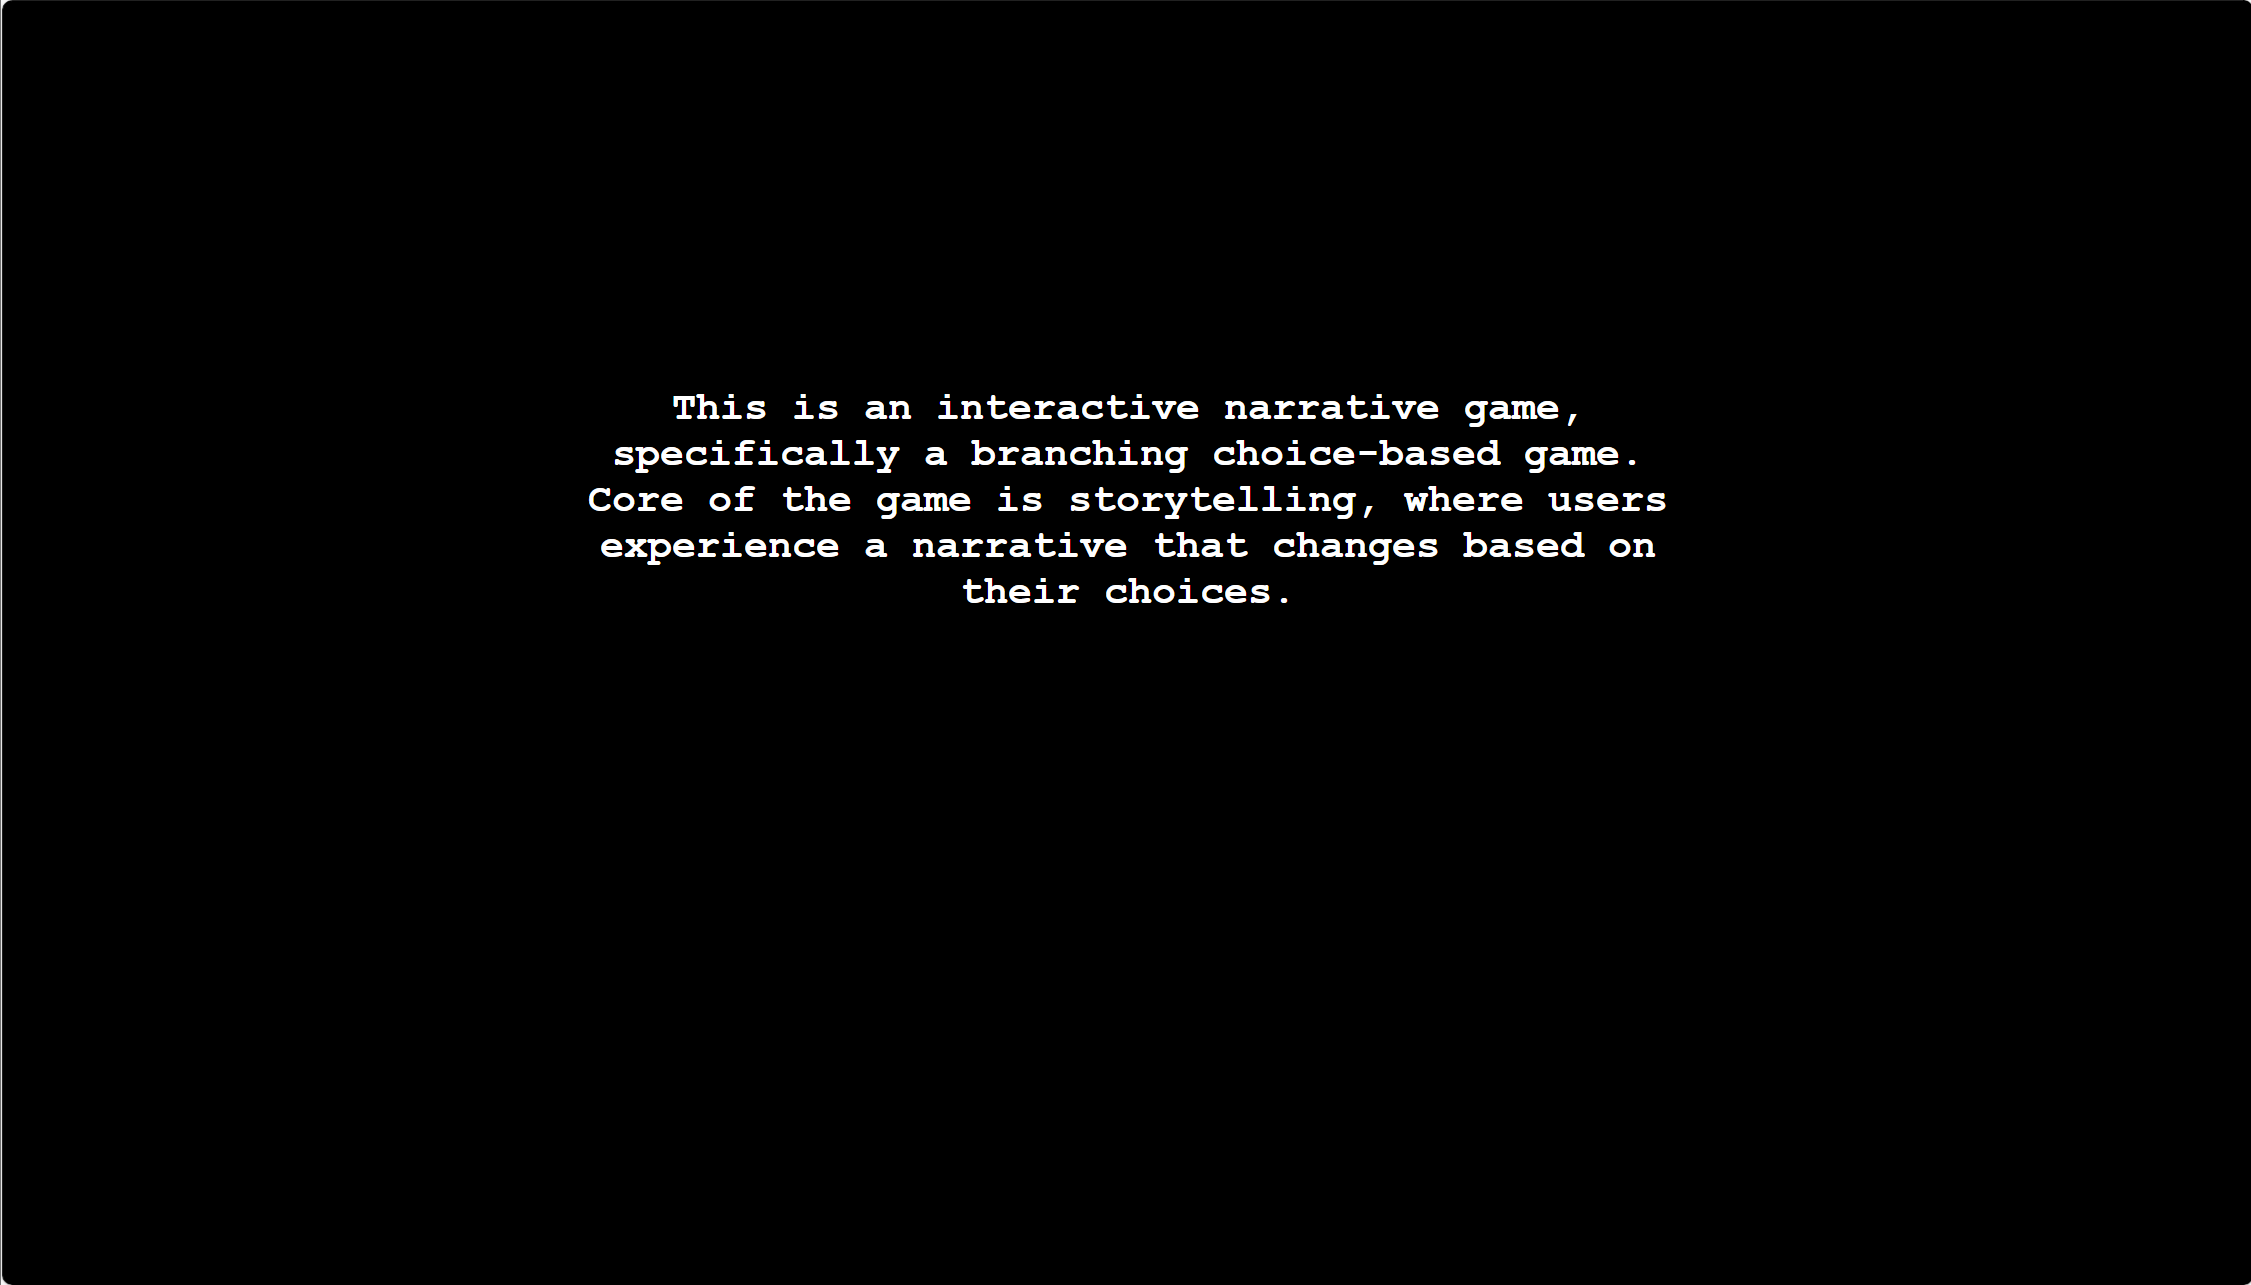 This is an interactive narrative game,
specifically a branching choice-based game.
Core of the game is storytelling, where users
experience a narrative that changes based on
their choices.